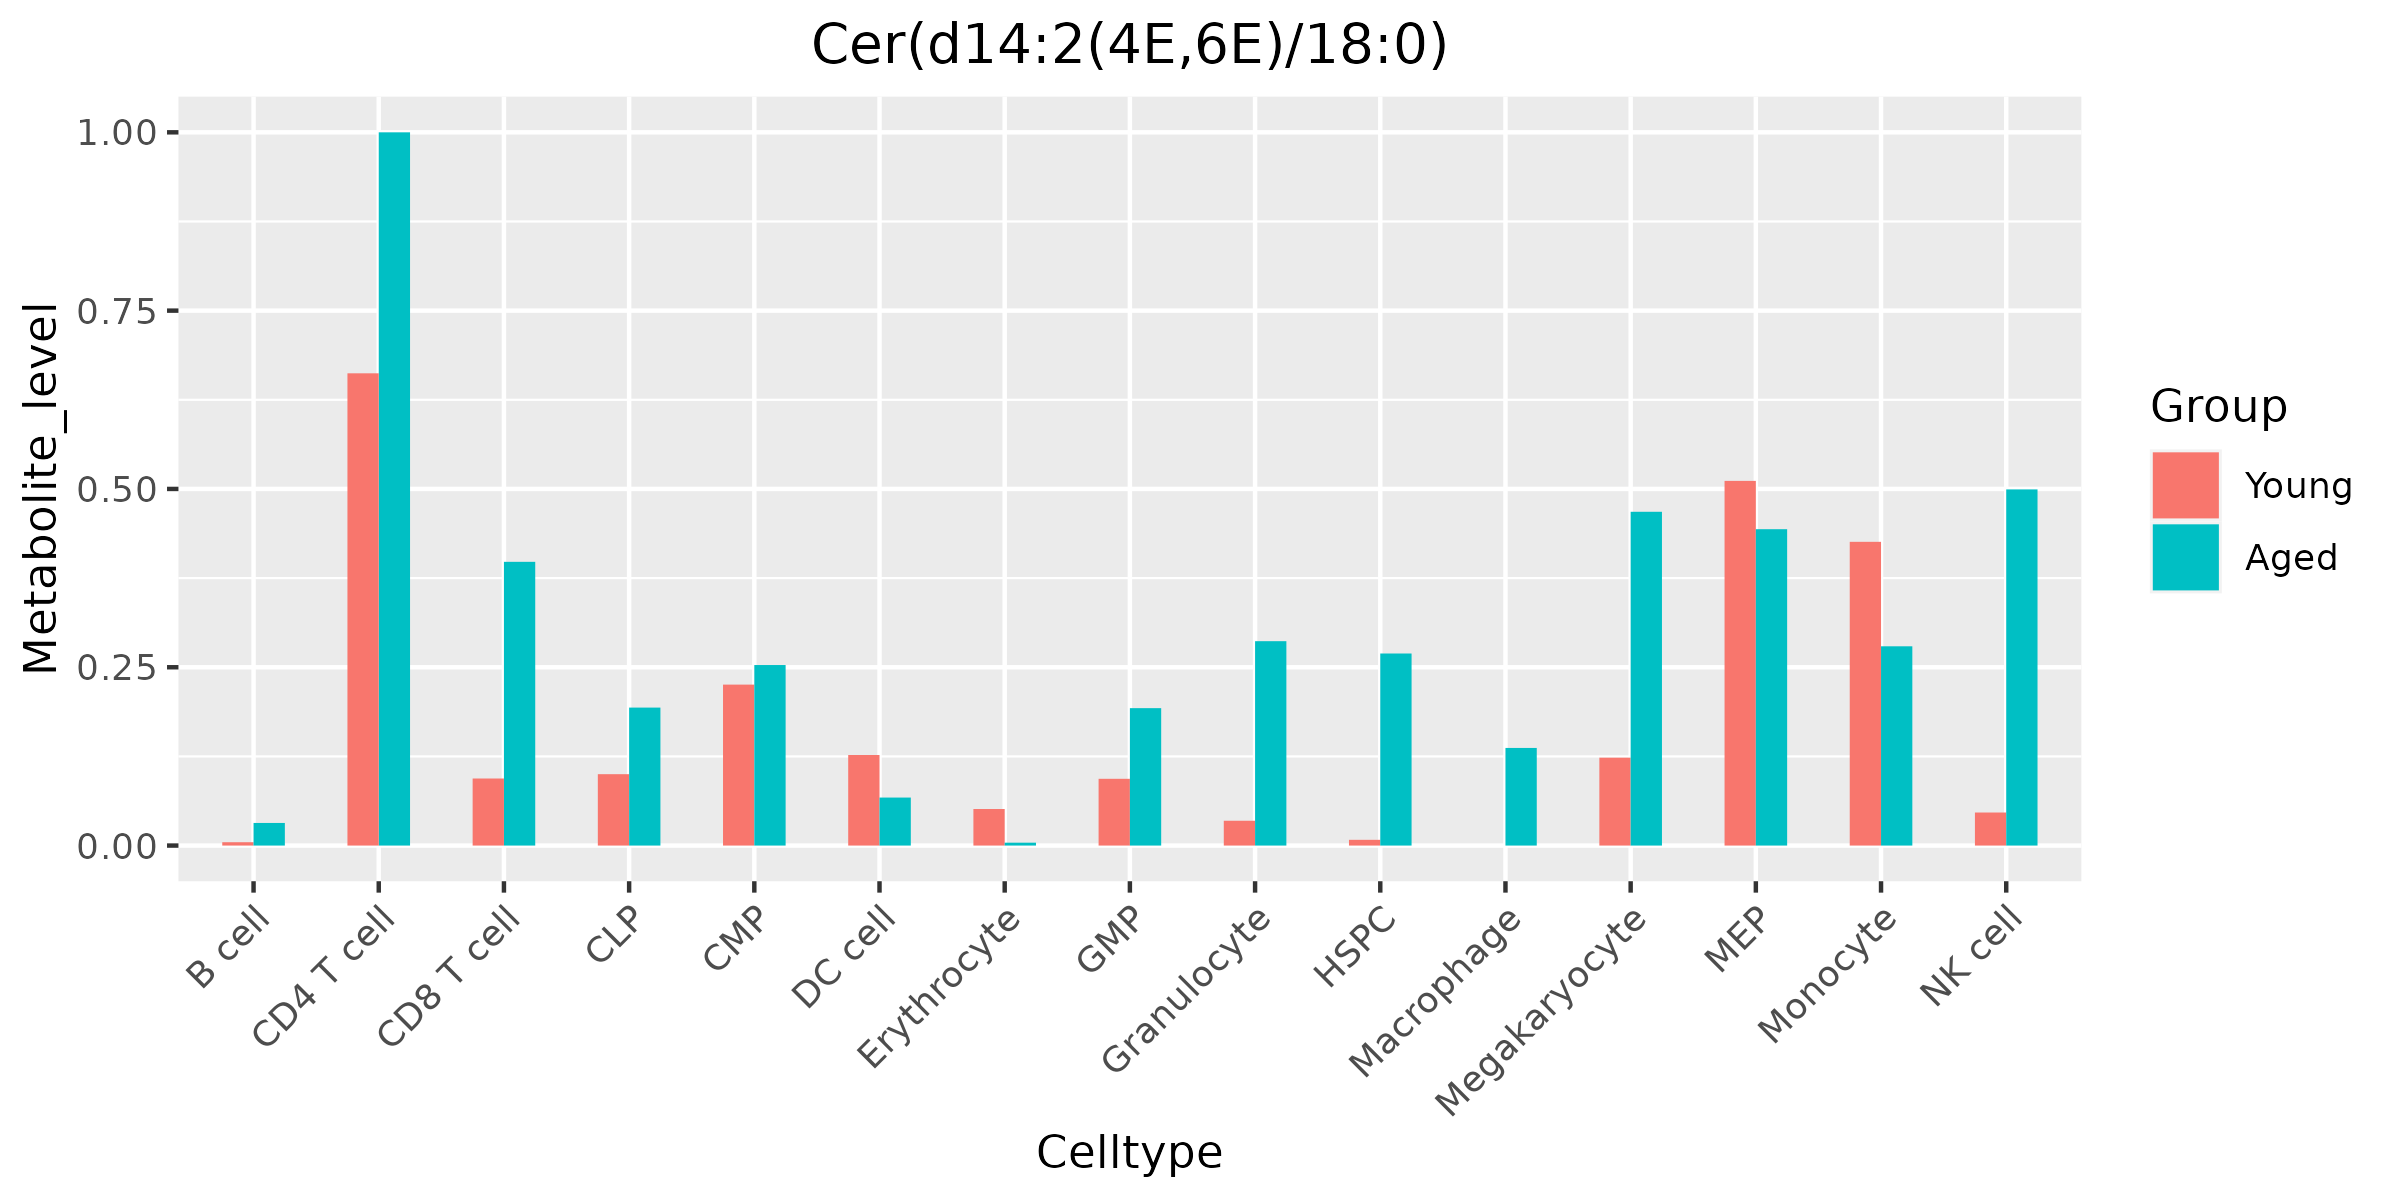 Cer(d14:2(4E,6E)/18:0)
Metabolite_level
1.00
0.75
0.50
0.25
0.00
B cell
CD4 T cell
CD8 T cell
CLP
CMP
DC cell
Erythrocyte
GMP
Granulocyte
HSPC
Macrophage
Megakaryocyte
MEP
Monocyte
NK cell
Celltype
Group
Young
Aged